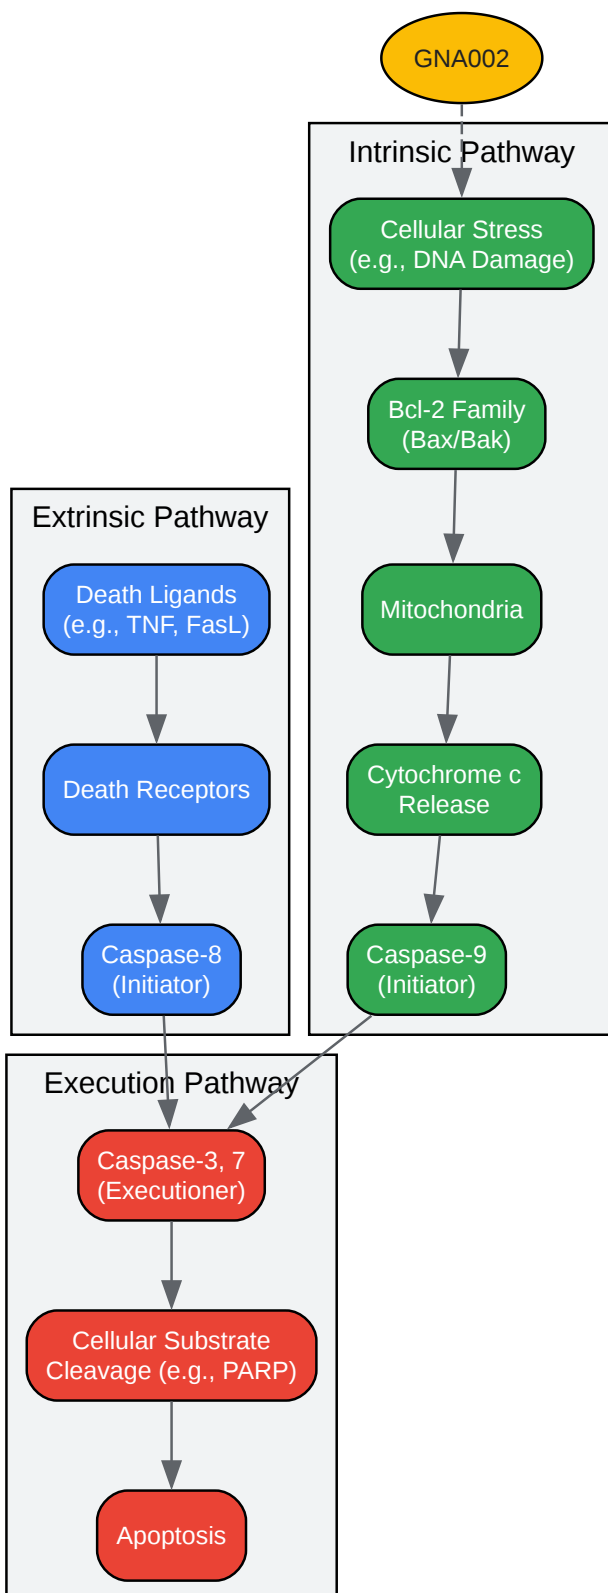 GNA002
Intrinsic Pathway
Cellular Stress
(e.g., DNA Damage)
Bcl-2 Family
(Bax/Bak)
Mitochondria
Cytochrome c
Release
Caspase-9
(Initiator)
Extrinsic Pathway
Death Ligands
(e.g., TNF, FasL)
Death Receptors
Caspase-8
(Initiator)
Execution Pathway
Caspase-3, 7
(Executioner)
Cellular Substrate
Cleavage (e.g., PARP)
Apoptosis